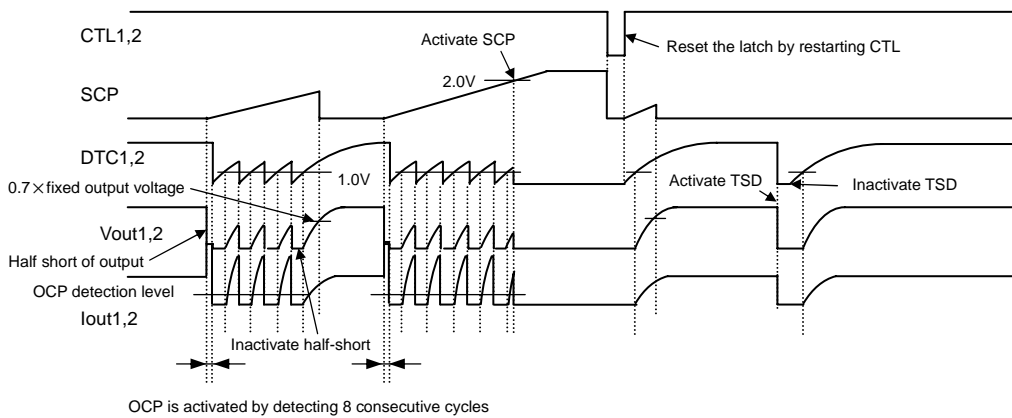 CTL1,2
Activate SCP
Reset the latch by restarting CTL
2.0V
SCP
DTC1,2
1.0V
0.7×fixed output voltage
Activate TSD
Inactivate TSD
Vout1,2
Half short of output
OCP detection level
Iout1,2
Inactivate half-short
OCP is activated by detecting 8 consecutive cycles